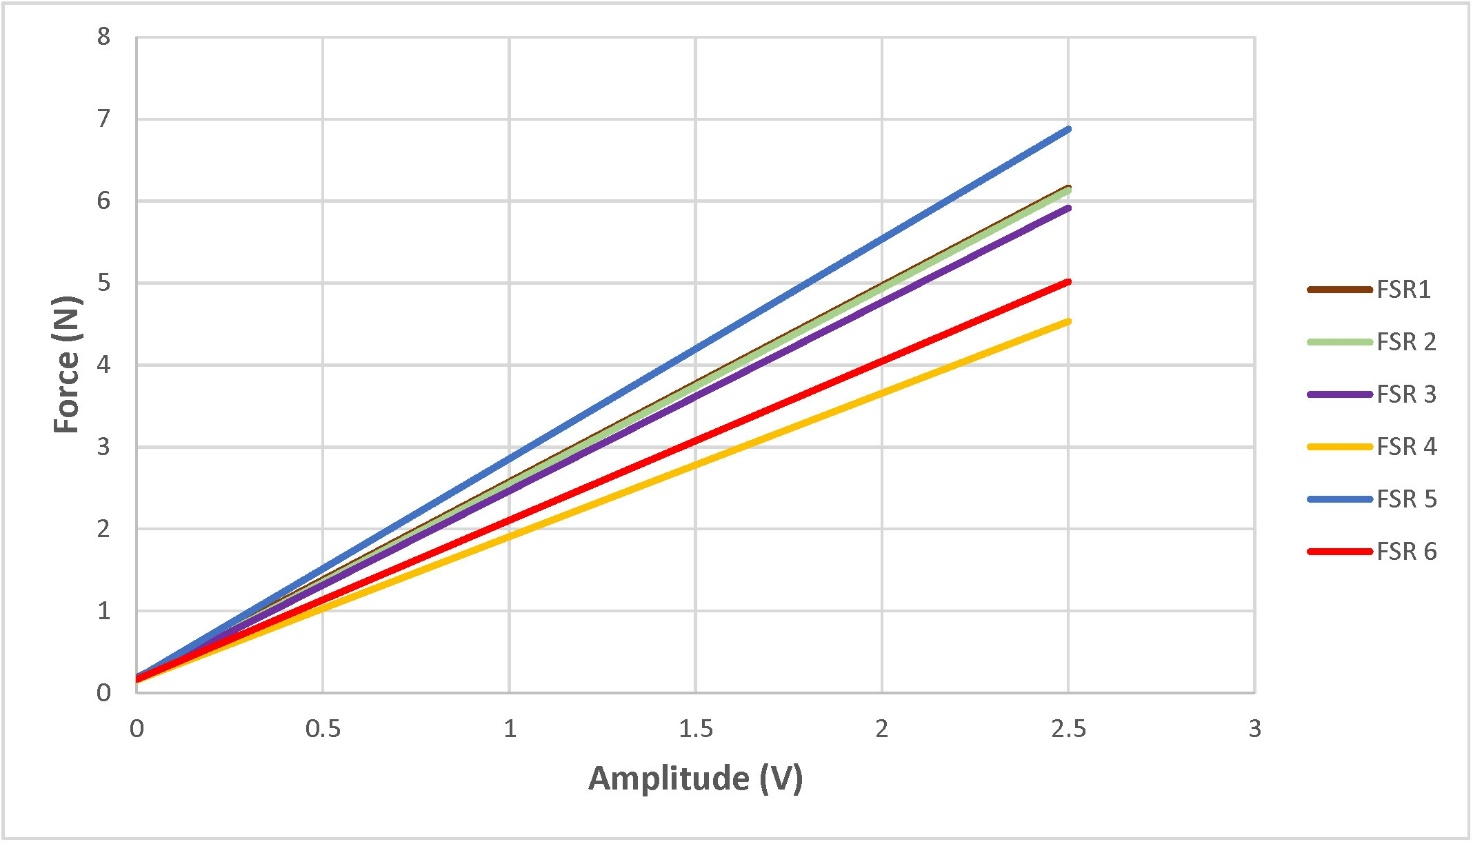 8
7
6
5
4
3
2
1
0
Force (N)
0 0.5 1 1.5 2 2.5 3
Amplitude (V)
FSR1
FSR 2
FSR 3
FSR 4
FSR 5
FSR 6